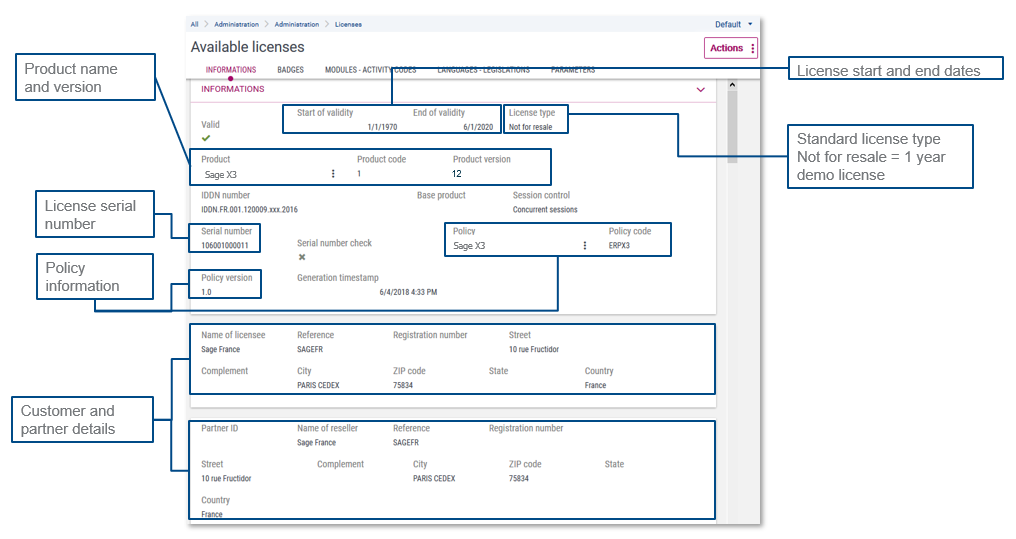 All > Administration > Administration > Licenses
Default
Available licenses
Actions
INFORMATIONS BADGES MODULES - ACTIVITY CODES LANGUAGES - LEGISLATIONS PARAMETERS
INFORMATIONS
Product name
and version
License start and end dates
Valid
Start of validity End of validity License type
1/1/1970 6/1/2020 Not for resale
Standard license type
Not for resale = 1 year
demo license
Product Product code Product version
Sage X3 1 12
IDDN number Base product Session control
IDDN.FR.001.120009.xxx.2016 Concurrent sessions
License serial
number
Serial number Serial number check Policy Policy code
106001000011 Sage X3 ERPX3
Policy
information
Policy version Generation timestamp
1.0 6/4/2018 4:33 PM
Name of licensee Reference Registration number Street
Sage France SAGEFR 10 rue Fructidor
Complement City ZIP code State Country
PARIS CEDEX 75834 France
Customer and
partner details
Partner ID Name of reseller Reference Registration number
Sage France SAGEFR
Street Complement City ZIP code State
10 rue Fructidor PARIS CEDEX 75834
Country
France